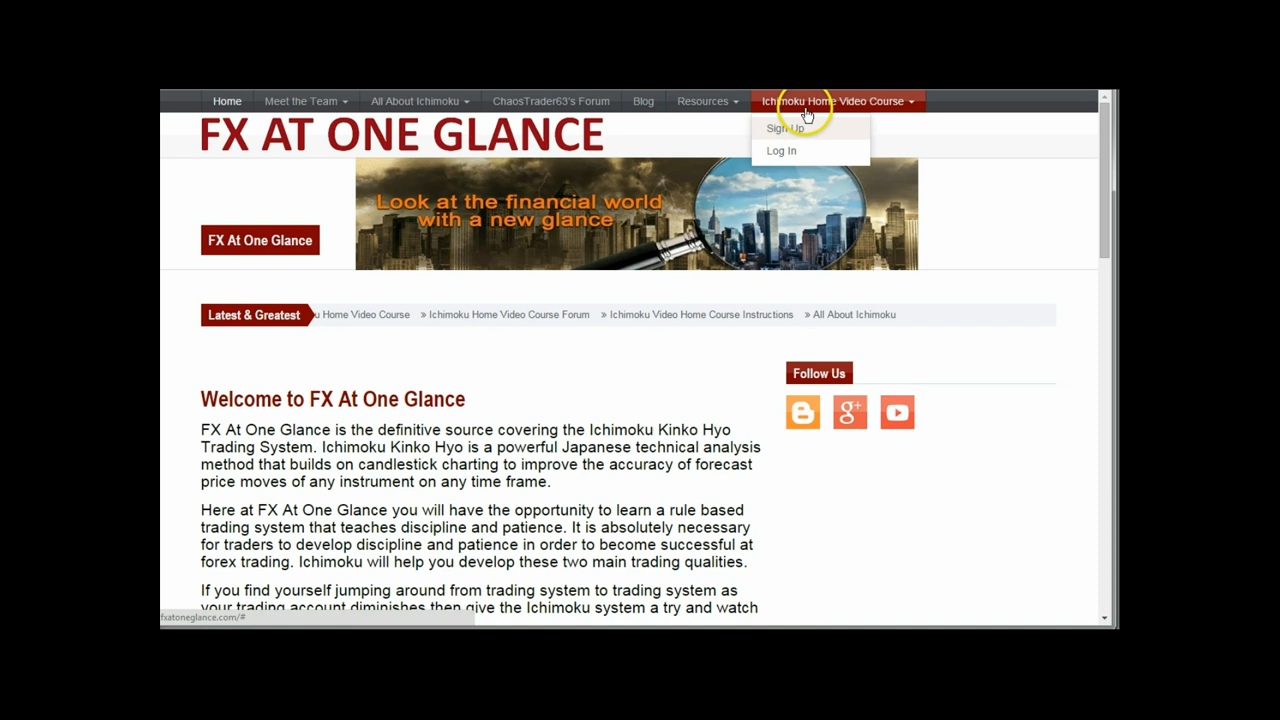 Home Meet the Team All About Ichimoku ChaosTrader63's Forum Blog Resources Ichimoku Home Video Course
Sign Up
Log In
FX AT ONE GLANCE
Look at the financial world
with a new glance
FX At One Glance
Latest & Greatest u Home Video Course » Ichimoku Home Video Course Forum » Ichimoku Video Home Course Instructions » All About Ichimoku
Follow Us
Welcome to FX At One Glance
FX At One Glance is the definitive source covering the Ichimoku Kinko Hyo
Trading System. Ichimoku Kinko Hyo is a powerful Japanese technical analysis
method that builds on candlestick charting to improve the accuracy of forecast
price moves of any instrument on any time frame.
Here at FX At One Glance you will have the opportunity to learn a rule based
trading system that teaches discipline and patience. It is absolutely necessary
for traders to develop discipline and patience in order to become successful at
forex trading. Ichimoku will help you develop these two main trading qualities.
If you find yourself jumping around from trading system to trading system as
your trading account diminishes then give the Ichimoku system a try and watch
fxatoneglance.com/#